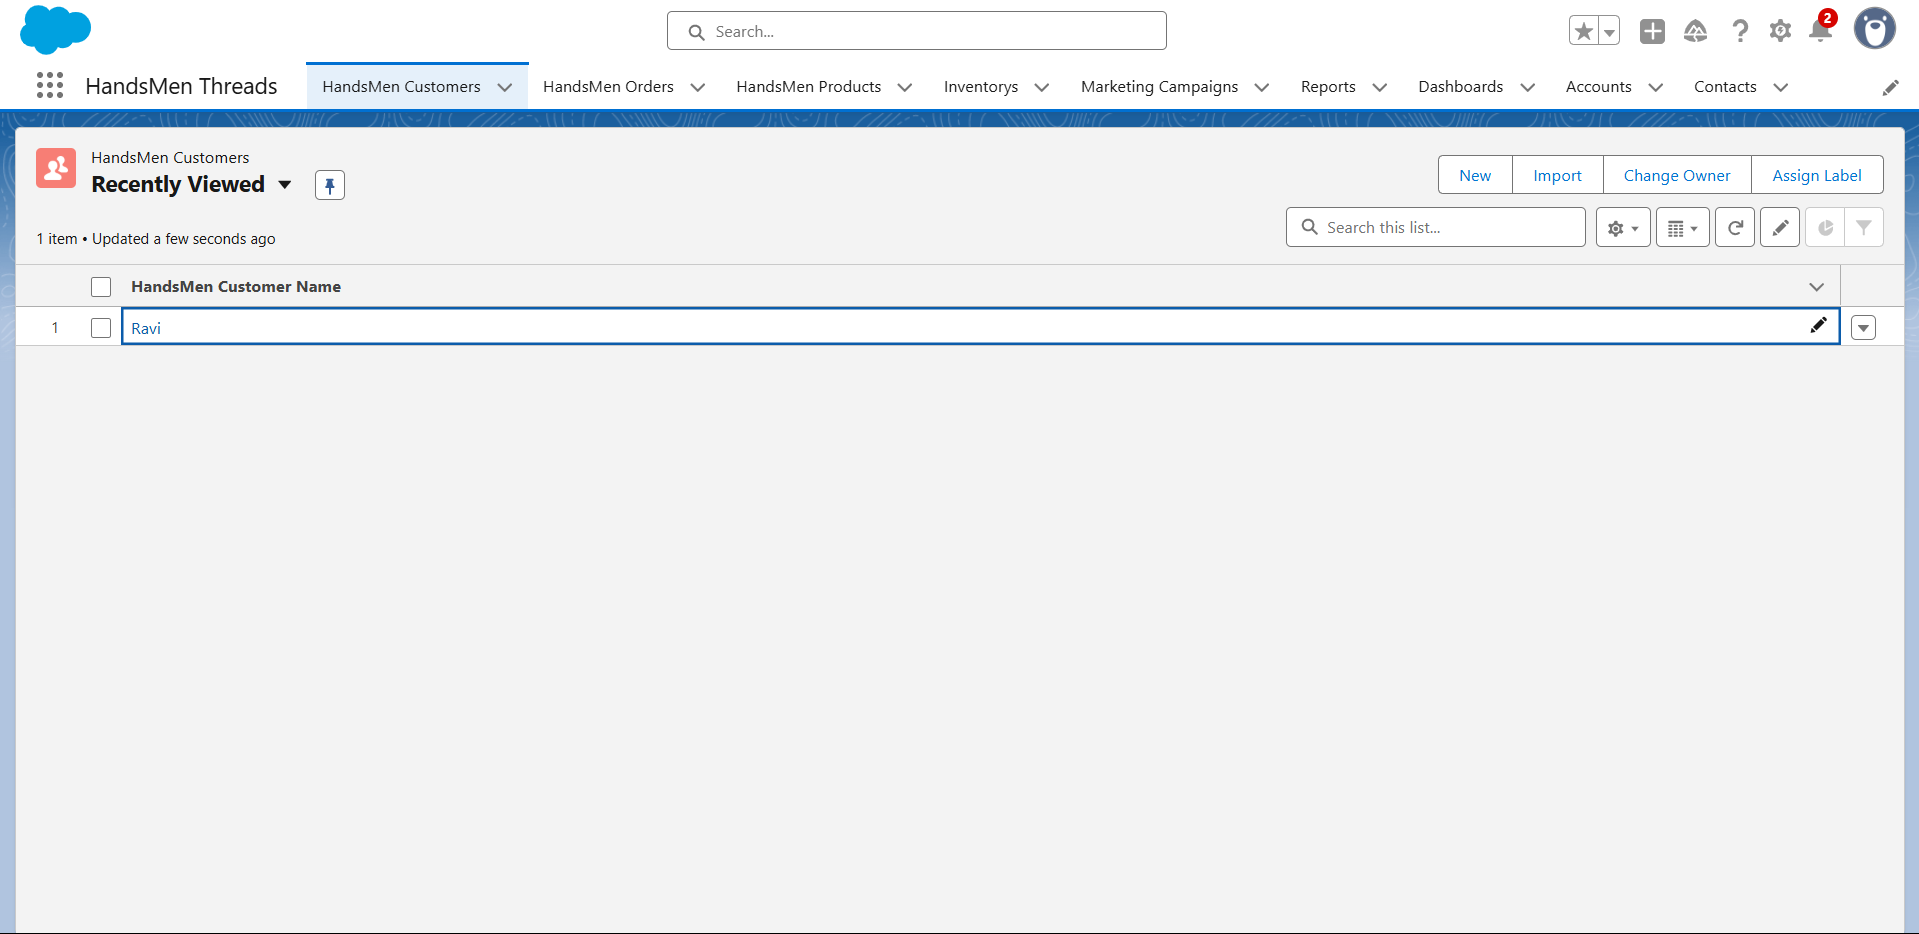 Search...
2
HandsMen Threads
HandsMen Customers
HandsMen Orders
HandsMen Products
Inventorys
Marketing Campaigns
Reports
Dashboards
Accounts
Contacts
HandsMen Customers
Recently Viewed
New
Import
Change Owner
Assign Label
1 item • Updated a few seconds ago
Search this list...
HandsMen Customer Name
1
Ravi